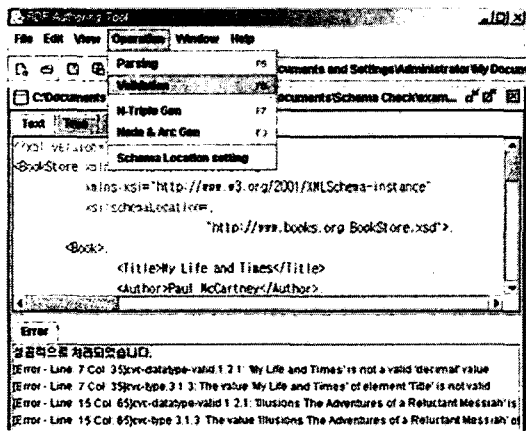 RDF Authoring Tool
File Edit View Operation Window Help
Parsing F5
cuments and Settings\Administrator\My Docum
Validation
C:\Documents
ocuments\Schema Check\exam...
N-Triple Gen F7
Text
Node & Arc Gen
Schema Location setting
<BookStore
xmlns:xsi="http://www.w3.org/2001/XMLSchema-instance"
xsi:schemaLocation=
"http://www.books.org BookStore.xsd">
<Book>
<Title>My Life and Times</Title>
<Author>Paul McCartney</Author>
Error
성공적으로 처리되었습니다.
[Error - Line 7 Col 35]cvc-datatype-valid.1.2.1: 'My Life and Times' is not a valid 'decimal' value
[Error - Line 7 Col 35]cvc-type.3.1.3: The value 'My Life and Times' of element 'Title' is not valid
[Error - Line 15 Col 65]cvc-datatype-valid.1.2.1: 'Illusions The Adventures of a Reluctant Messiah' is
[Error - Line 15 Col 65]cvc-type.3.1.3: The value 'Illusions The Adventures of a Reluctant Messiah' of